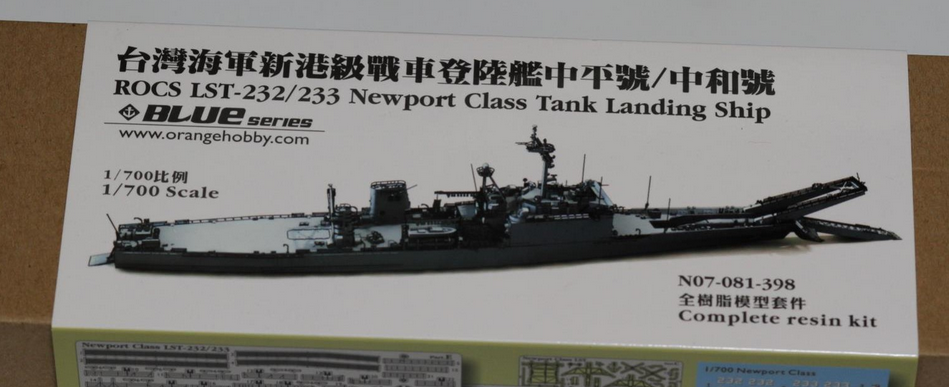 台灣海軍新港級戰車登陸艦中平號/中和號
ROCS LST-232/233 Newport Class Tank Landing Ship
BLUE SERIES
www.orangehobby.com
1/700比例
1/700 Scale
N07-081-398
全樹脂模型套件
Complete resin kit
Newport Class LST-232/233
Newport Class
1/700 Newport Class